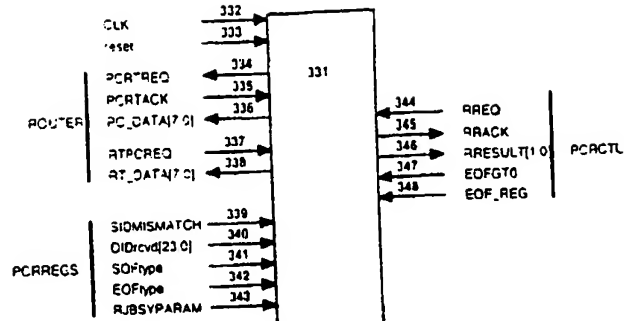 CLK 332
reset 333
PCRTREQ 334
331
PCRTACK 335
ROUTER
PC_DATA[7:0] 336
RTPCREQ 337
RT_DATA[7:0] 338
344 RREQ
345 RRACK
346 RRESULT[1:0] PCRCTL
347 EOFGT0
348 EOF_REG
SIDMISMATCH 339
OIDrcvd[23:0] 340
PCRREGS
SOFtype 341
EOFtype 342
RJBSYPARAM 343